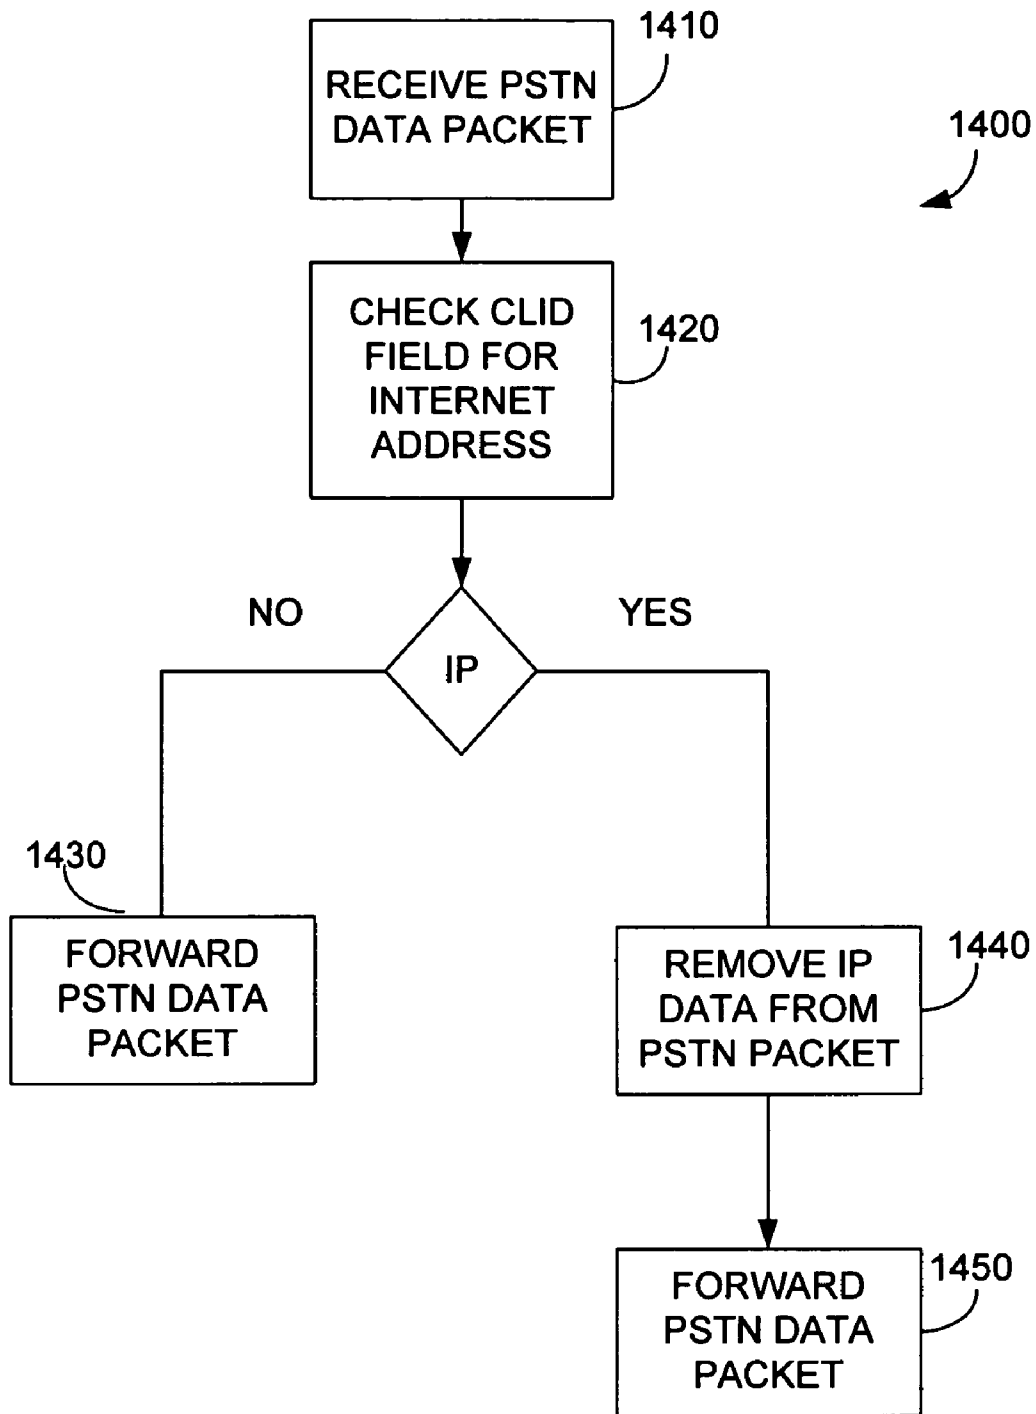 1410
RECEIVE PSTN
DATA PACKET
1400
CHECK CLID
FIELD FOR
INTERNET
ADDRESS
1420
NO
YES
IP
1430
FORWARD
PSTN DATA
PACKET
1440
REMOVE IP
DATA FROM
PSTN PACKET
1450
FORWARD
PSTN DATA
PACKET